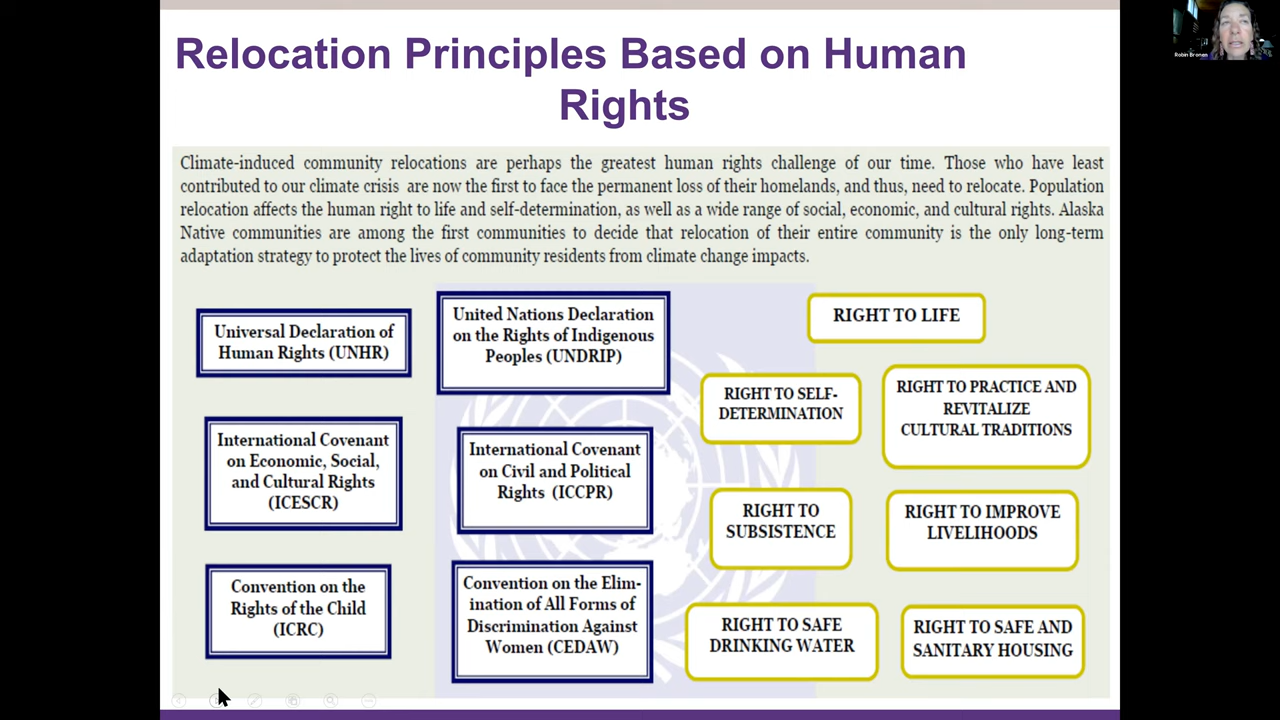 Relocation Principles Based on Human
Rights
Robin Bronen
Climate-induced community relocations are perhaps the greatest human rights challenge of our time. Those who have least
contributed to our climate crisis are now the first to face the permanent loss of their homelands, and thus, need to relocate. Population
relocation affects the human right to life and self-determination, as well as a wide range of social, economic, and cultural rights. Alaska
Native communities are among the first communities to decide that relocation of their entire community is the only long-term
adaptation strategy to protect the lives of community residents from climate change impacts.
Universal Declaration of
Human Rights (UNHR)
United Nations Declaration
on the Rights of Indigenous
Peoples (UNDRIP)
International Covenant
on Economic, Social,
and Cultural Rights
(ICESCR)
International Covenant
on Civil and Political
Rights (ICCPR)
Convention on the
Rights of the Child
(ICRC)
Convention on the Elim-
ination of All Forms of
Discrimination Against
Women (CEDAW)
RIGHT TO LIFE
RIGHT TO SELF-
DETERMINATION
RIGHT TO PRACTICE AND
REVITALIZE
CULTURAL TRADITIONS
RIGHT TO
SUBSISTENCE
RIGHT TO IMPROVE
LIVELIHOODS
RIGHT TO SAFE
DRINKING WATER
RIGHT TO SAFE AND
SANITARY HOUSING